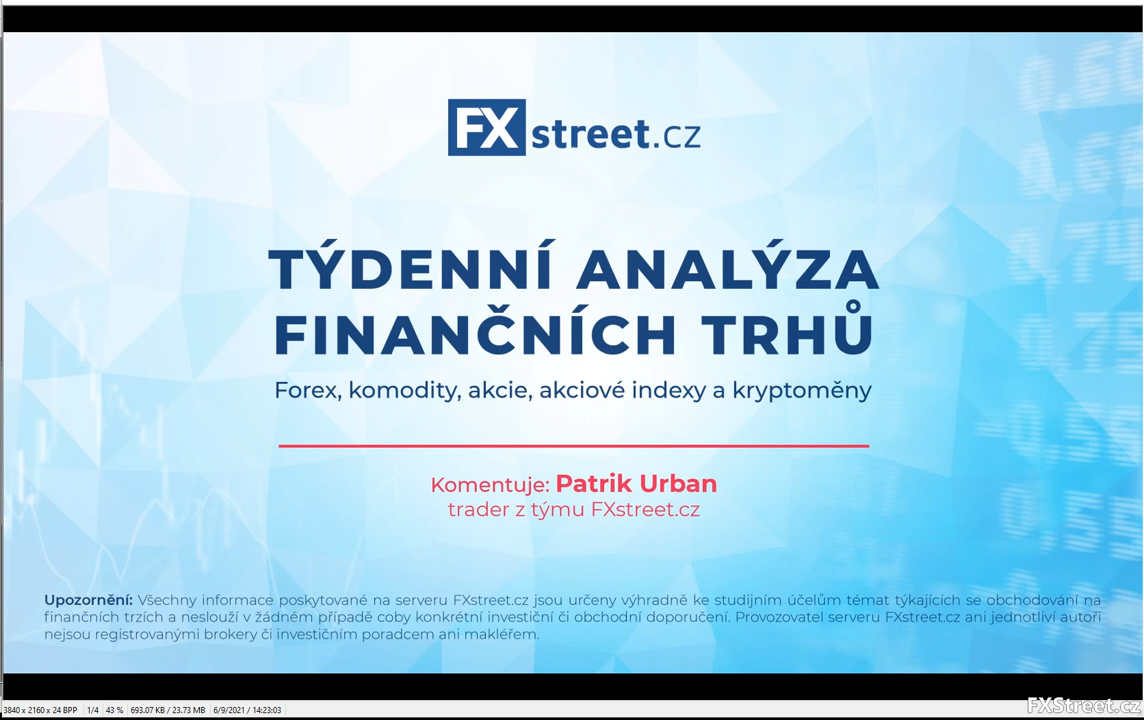 FXstreet.cz
TÝDENNÍ ANALÝZA
FINANČNÍCH TRHŮ
Forex, komodity, akcie, akciové indexy a kryptoměny
Komentuje: Patrik Urban
trader z týmu FXstreet.cz
Upozornění: Všechny informace poskytované na serveru FXstreet.cz jsou určeny výhradně ke studijním účelům témat týkajících se obchodování na
finančních trzích a neslouží v žádném případě coby konkrétní investiční či obchodní doporučení. Provozovatel serveru FXstreet.cz ani jednotliví autoři
nejsou registrovanými brokery či investičním poradcem ani makléřem.
3840 x 2160 x 24 BPP 1/4 43 % 693.07 KB / 23.73 MB 6/9/2021 / 14:23:03
FXStreet.cz